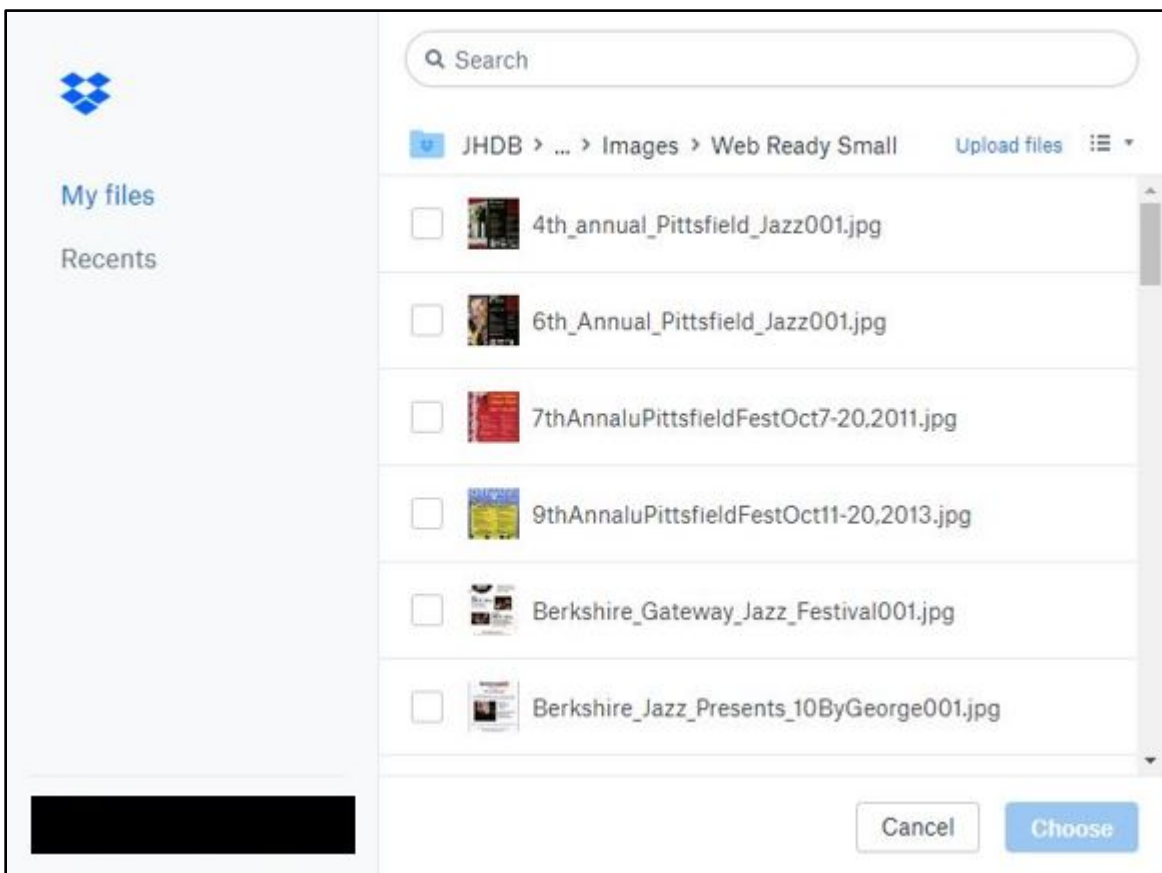 Search
JHDB > ... > Images > Web Ready Small
Upload files
My files
Recents
4th_annual_Pittsfield_Jazz001.jpg
6th_Annual_Pittsfield_Jazz001.jpg
7thAnnaluPittsfieldFestOct7-20,2011.jpg
9thAnnaluPittsfieldFestOct11-20,2013.jpg
Berkshire_Gateway_Jazz_Festival001.jpg
Berkshire_Jazz_Presents_10ByGeorge001.jpg
Cancel
Choose